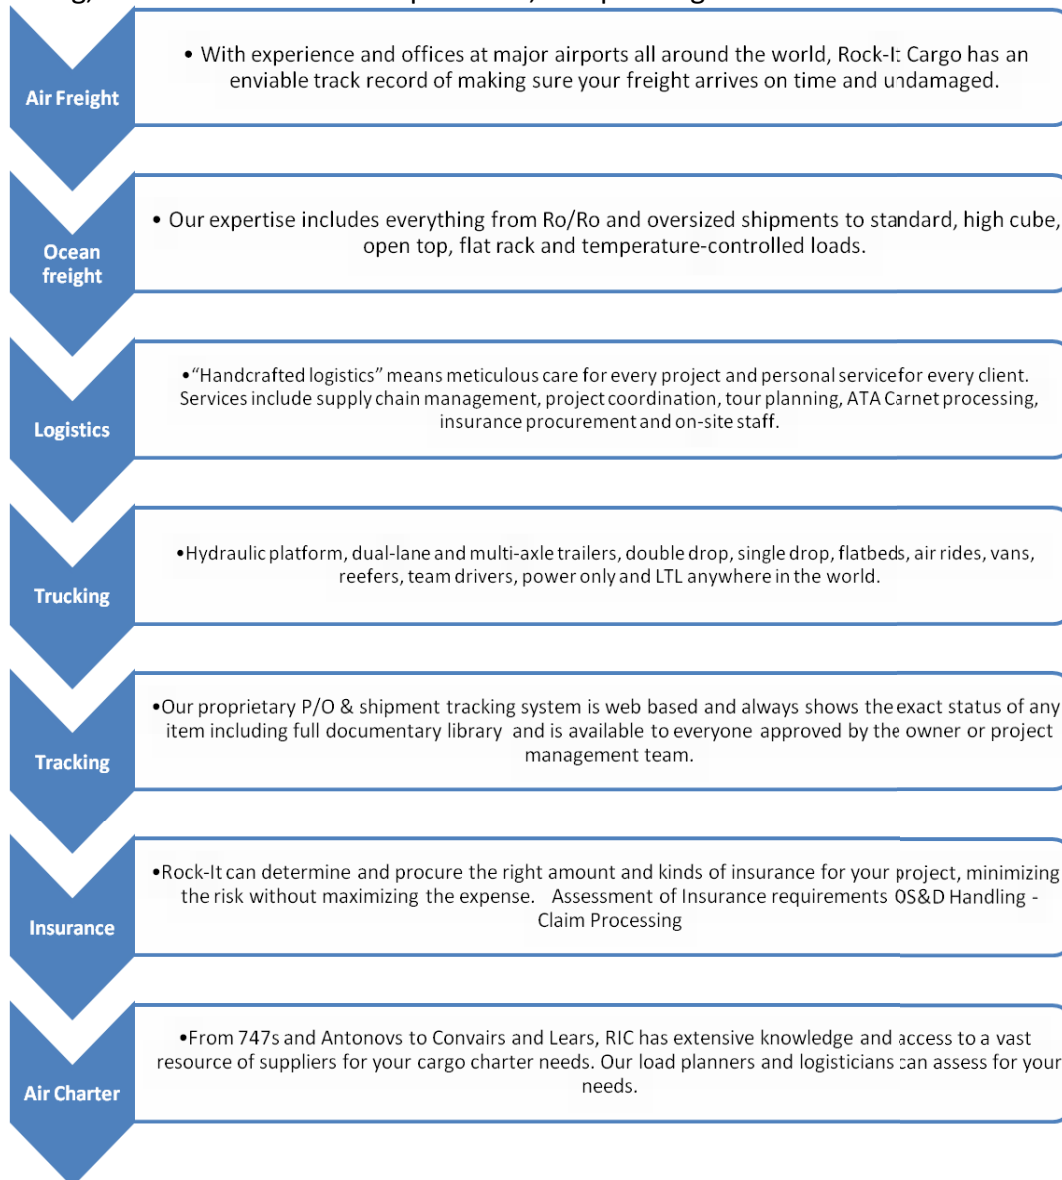 Air Freight
• With experience and offices at major airports all around the world, Rock-It Cargo has an
enviable track record of making sure your freight arrives on time and undamaged.
Ocean
freight
• Our expertise includes everything from Ro/Ro and oversized shipments to standard, high cube,
open top, flat rack and temperature-controlled loads.
Logistics
•“Handcrafted logistics” means meticulous care for every project and personal service for every client.
Services include supply chain management, project coordination, tour planning, ATA Carnet processing,
insurance procurement and on-site staff.
Trucking
•Hydraulic platform, dual-lane and multi-axle trailers, double drop, single drop, flatbeds, air rides, vans,
reefers, team drivers, power only and LTL anywhere in the world.
Tracking
•Our proprietary P/O & shipment tracking system is web based and always shows the exact status of any
item including full documentary library and is available to everyone approved by the owner or project
management team.
Insurance
•Rock-It can determine and procure the right amount and kinds of insurance for your project, minimizing
the risk without maximizing the expense. Assessment of Insurance requirements OS&D Handling -
Claim Processing
Air Charter
•From 747s and Antonovs to Convairs and Lears, RIC has extensive knowledge and access to a vast
resource of suppliers for your cargo charter needs. Our load planners and logisticians can assess for your
needs.